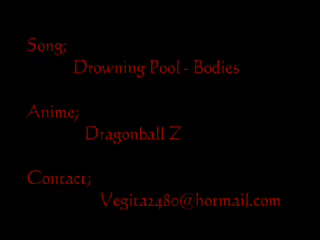 Song;
Drowning Pool - Bodies
Anime;
Dragonball Z
Contact;
Vegita2480@hotmail.com